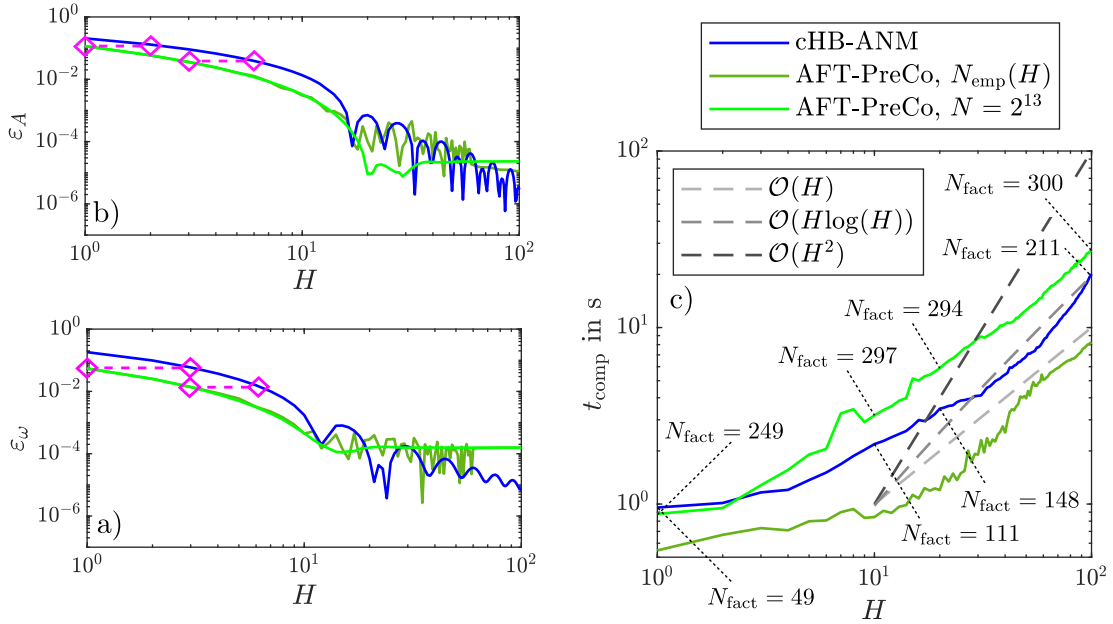 10^0
10^-2
10^-4
10^-6
ε_A
b)
10^0
10^1
10^2
H
10^0
10^-2
10^-4
10^-6
ε_ω
a)
10^0
10^1
10^2
H
cHB-ANM
AFT-PreCo, N_emp(H)
AFT-PreCo, N = 2^13
10^2
10^1
10^0
t_comp in s
O(H)
O(Hlog(H))
O(H^2)
c)
N_fact = 300
N_fact = 211
N_fact = 294
N_fact = 297
N_fact = 249
N_fact = 148
N_fact = 111
N_fact = 49
10^0
10^1
10^2
H